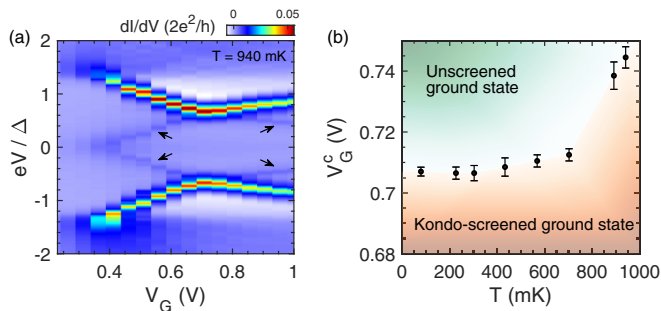 (a)
dI/dV (2e²/h)
0
0.05
T = 940 mK
2
1
0
-1
-2
eV / Δ
0.4
0.6
0.8
1
V_G (V)
(b)
0.74
0.72
0.7
0.68
V_G^c (V)
Unscreened
ground state
Kondo-screened ground state
0
200
400
600
800
1000
T (mK)